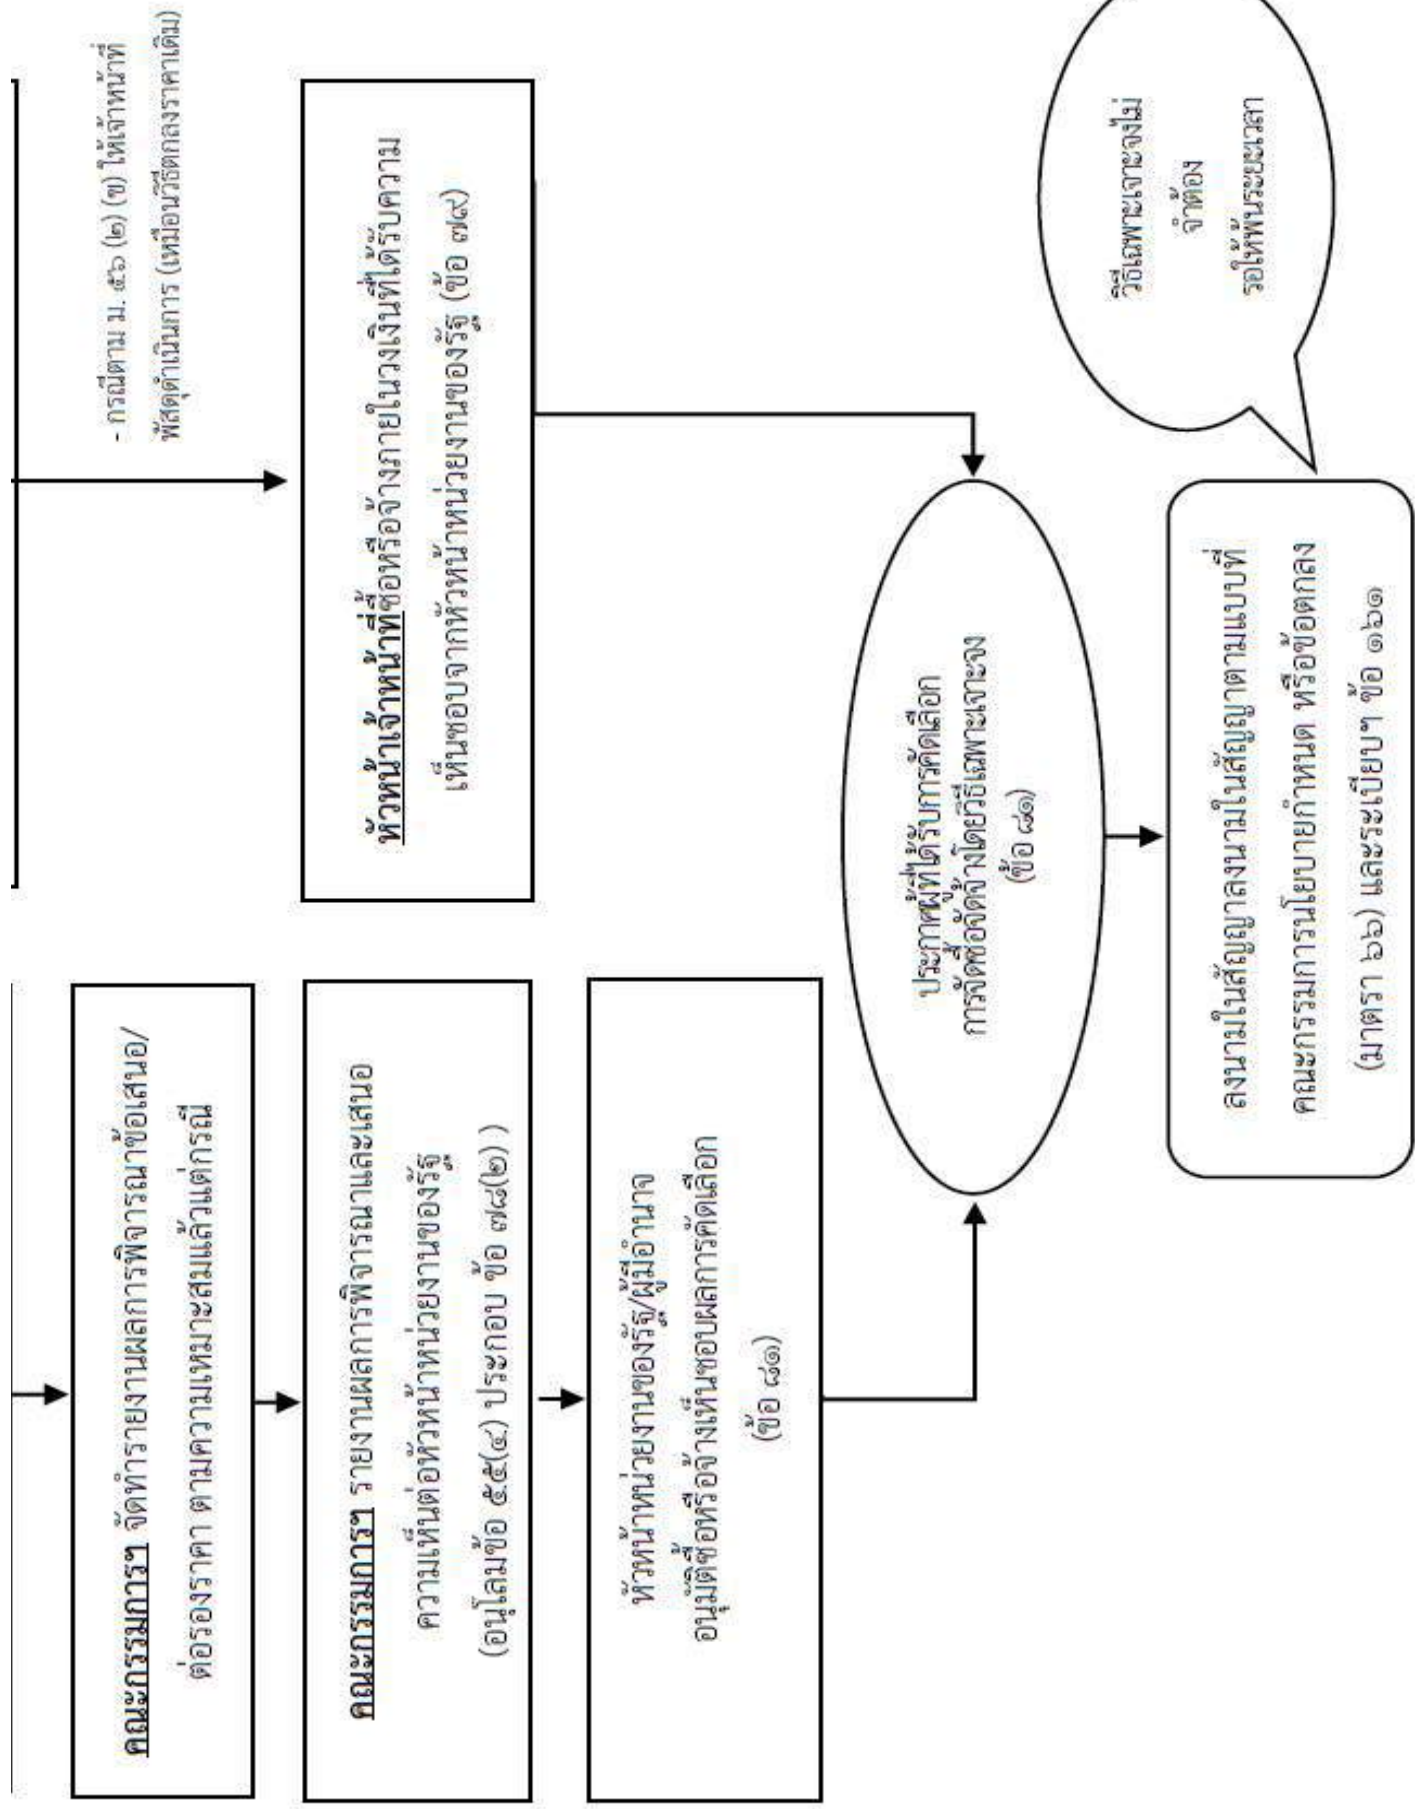 คณะกรรมการฯ จัดทำรายงานผลการพิจารณาข้อเสนอ/
ต่อรองราคา ตามความเหมาะสมแล้วแต่กรณี
คณะกรรมการฯ รายงานผลการพิจารณาและเสนอ
ความเห็นต่อหัวหน้าหน่วยงานของรัฐ
(อนุโลมข้อ ๕๕(๔) ประกอบ ข้อ ๗๘(๒) )
หัวหน้าหน่วยงานของรัฐ/ผู้มีอำนาจ
อนุมัติซื้อหรือจ้างเห็นชอบผลการคัดเลือก
(ข้อ ๘๑)
- กรณีตาม ม. ๕๖ (๒) (ข) ให้เจ้าหน้าที่
พัสดุดำเนินการ (เหมือนวิธีตกลงราคาเดิม)
หัวหน้าเจ้าหน้าที่ซื้อหรือจ้างภายในวงเงินที่ได้รับความ
เห็นชอบจากหัวหน้าหน่วยงานของรัฐ (ข้อ ๗๙)
ประกาศผู้ที่ได้รับการคัดเลือก
การจัดซื้อจัดจ้างโดยวิธีเฉพาะเจาะจง
(ข้อ ๘๑)
ลงนามในสัญญาลงนามในสัญญาตามแบบที่
คณะกรรมการนโยบายกำหนด หรือข้อตกลง
(มาตรา ๖๖) และระเบียบฯ ข้อ ๑๖๑
วิธีเฉพาะเจาะจงไม่
จำต้อง
รอให้พ้นระยะเวลา